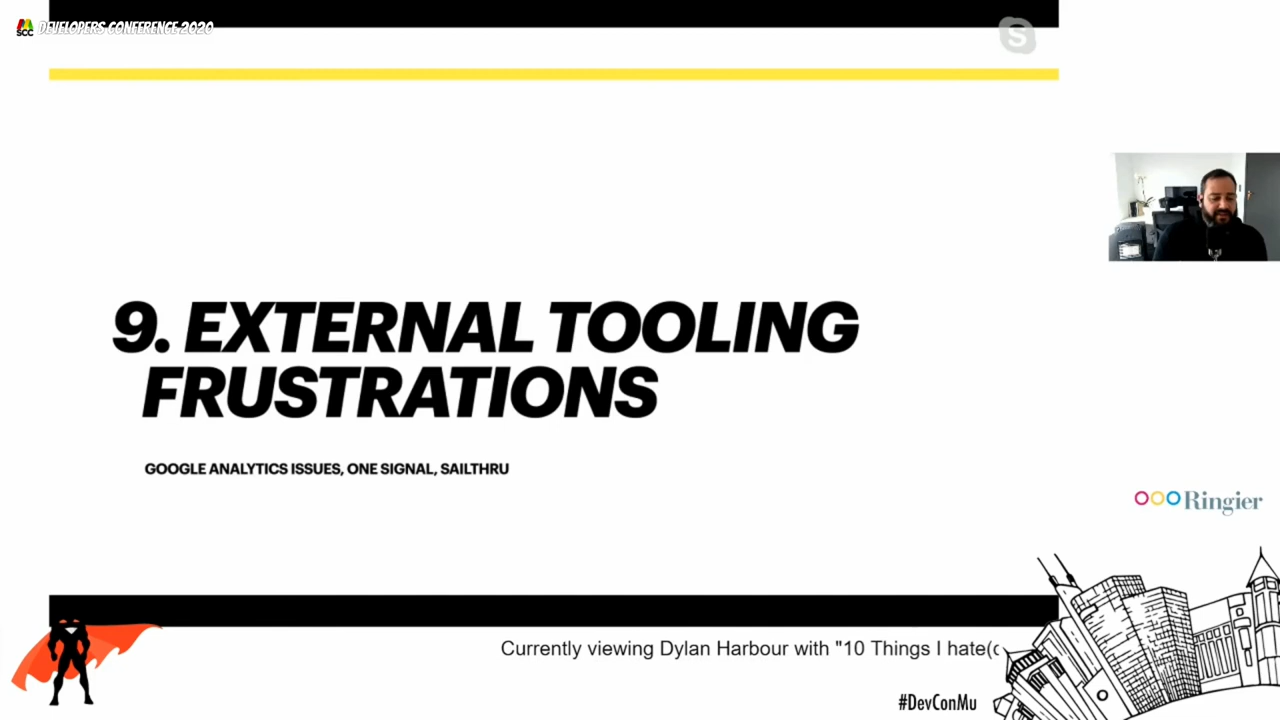 SCC DEVELOPERS CONFERENCE 2020
S
9. EXTERNAL TOOLING
FRUSTRATIONS
GOOGLE ANALYTICS ISSUES, ONE SIGNAL, SAILTHRU
Ringier
Currently viewing Dylan Harbour with "10 Things I hate(
#DevConMu